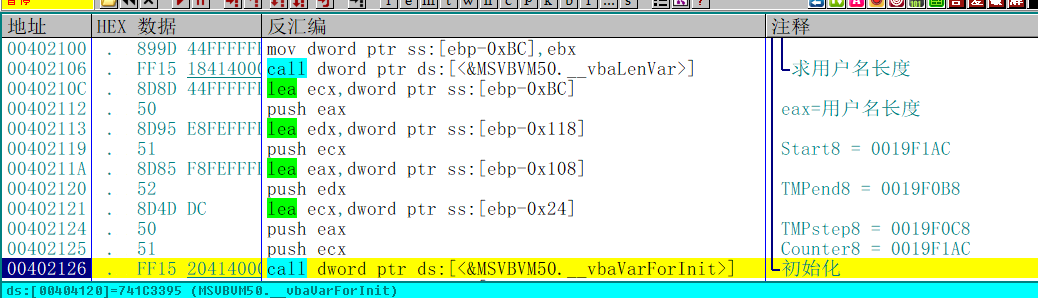 地址 HEX 数据 反汇编 注释
00402100 . 899D 44FFFFFF mov dword ptr ss:[ebp-0xBC],ebx
00402106 . FF15 18414000 call dword ptr ds:[<&MSVBVM50.__vbaLenVar>] 求用户名长度
0040210C . 8D8D 44FFFFFF lea ecx,dword ptr ss:[ebp-0xBC]
00402112 . 50 push eax eax=用户名长度
00402113 . 8D95 E8FEFFFF lea edx,dword ptr ss:[ebp-0x118]
00402119 . 51 push ecx Start8 = 0019F1AC
0040211A . 8D85 F8FEFFFF lea eax,dword ptr ss:[ebp-0x108]
00402120 . 52 push edx TMPend8 = 0019F0B8
00402121 . 8D4D DC lea ecx,dword ptr ss:[ebp-0x24]
00402124 . 50 push eax TMPstep8 = 0019F0C8
00402125 . 51 push ecx Counter8 = 0019F1AC
00402126 . FF15 20414000 call dword ptr ds:[<&MSVBVM50.__vbaVarForInit>] 初始化
ds:[00404120]=741C3395 (MSVBVM50.__vbaVarForInit)